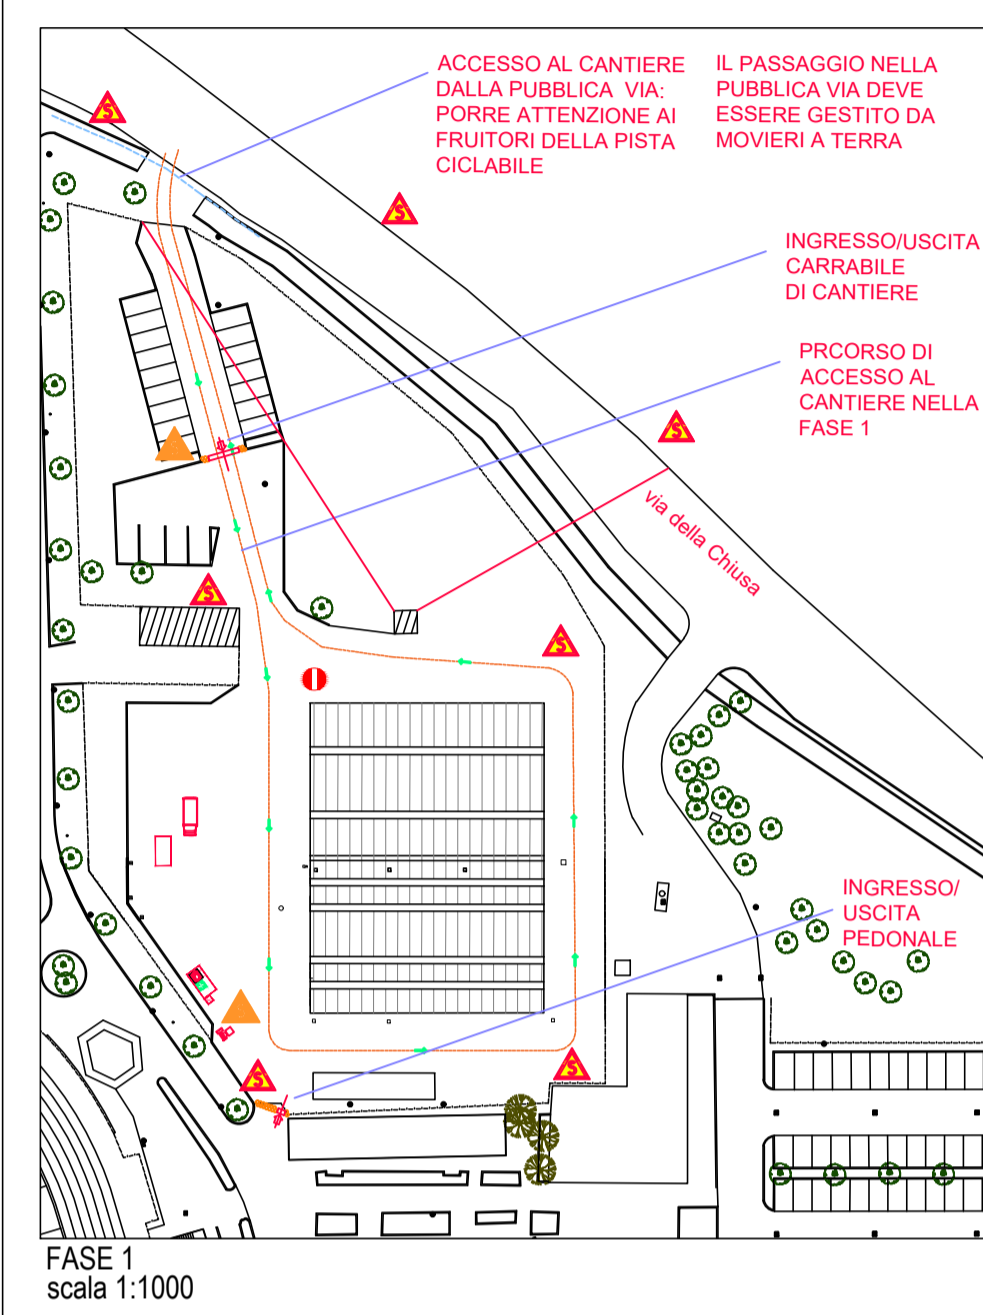 ACCESSO AL CANTIERE
DALLA PUBBLICA VIA:
PORRE ATTENZIONE AI
FRUITORI DELLA PISTA
CICLABILE
IL PASSAGGIO NELLA
PUBBLICA VIA DEVE
ESSERE GESTITO DA
MOVIERI A TERRA
INGRESSO/USCITA
CARRABILE
DI CANTIERE
PRCORSO DI
ACCESSO AL
CANTIERE NELLA
FASE 1
via della Chiusa
INGRESSO/
USCITA
PEDONALE
S
S
S
S
S
S
S
FASE 1
scala 1:1000